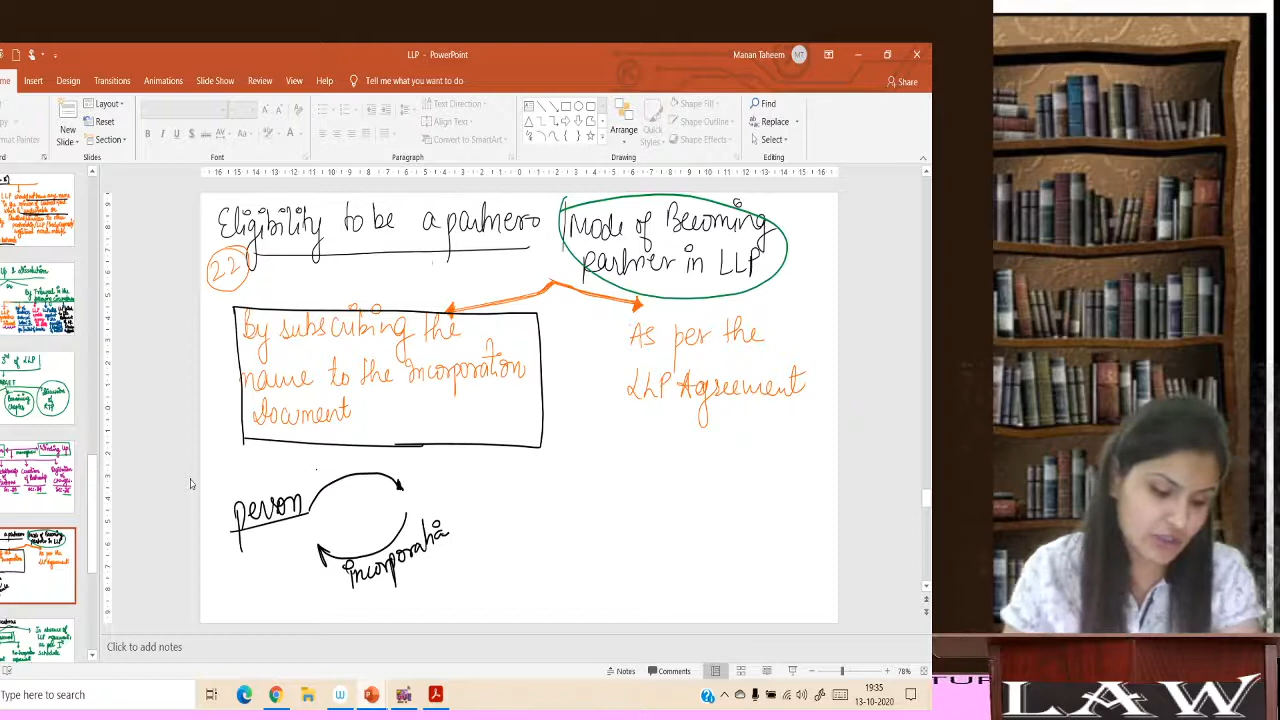 LLP - PowerPoint
Manan Taheem
MT
Insert
Design
Transitions
Animations
Slide Show
Review
View
Help
Tell me what you want to do
Share
New
Slide
Layout
Reset
Section
Slides
Font
Paragraph
Text Direction
Align Text
Convert to SmartArt
Arrange
Quick
Styles
Shape Fill
Shape Outline
Shape Effects
Drawing
Find
Replace
Select
Editing
Eligibility to be a partner
22
Mode of Becoming
partner in LLP
By subscribing the
name to the incorporation
Document
As per the
LLP Agreement
person
incorporatio
Click to add notes
Notes
Comments
78%
Type here to search
19:35
13-10-2020
LAW